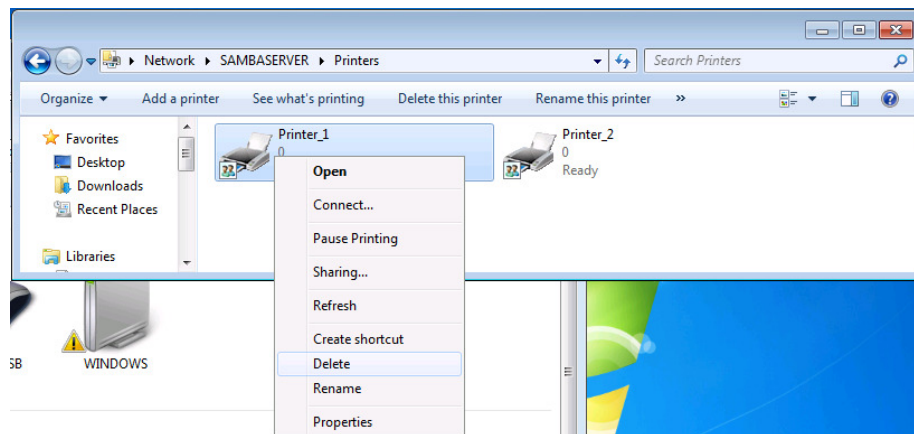 Network ▸ SAMBASERVER ▸ Printers
Search Printers
Organize Add a printer See what's printing Delete this printer Rename this printer »
Favorites
Desktop
Downloads
Recent Places
Libraries
Printer_1
0
Printer_2
0
Ready
Open
Connect...
Pause Printing
Sharing...
Refresh
Create shortcut
Delete
Rename
Properties
SB
WINDOWS